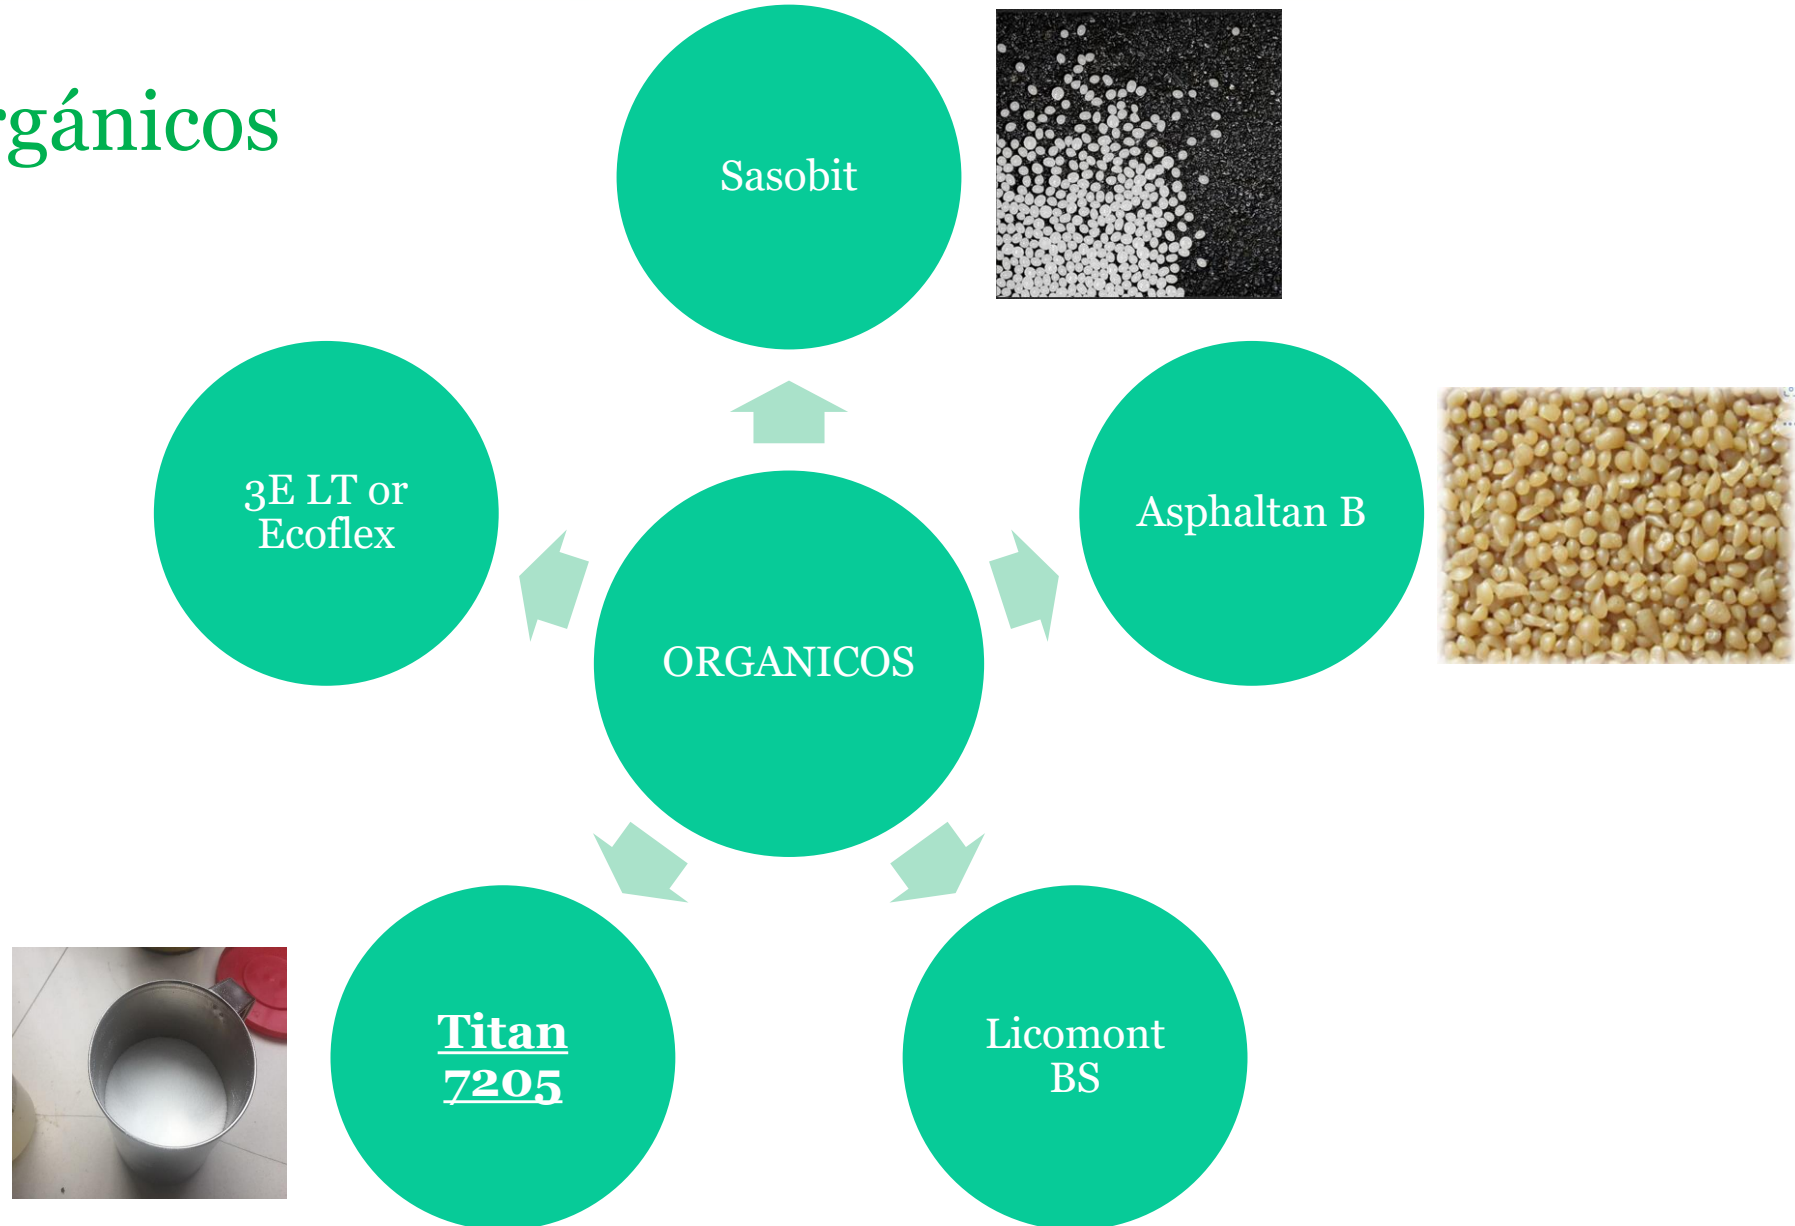 rgánicos
Sasobit
3E LT or
Ecoflex
Asphaltan B
ORGANICOS
Titan
7205
Licomont
BS